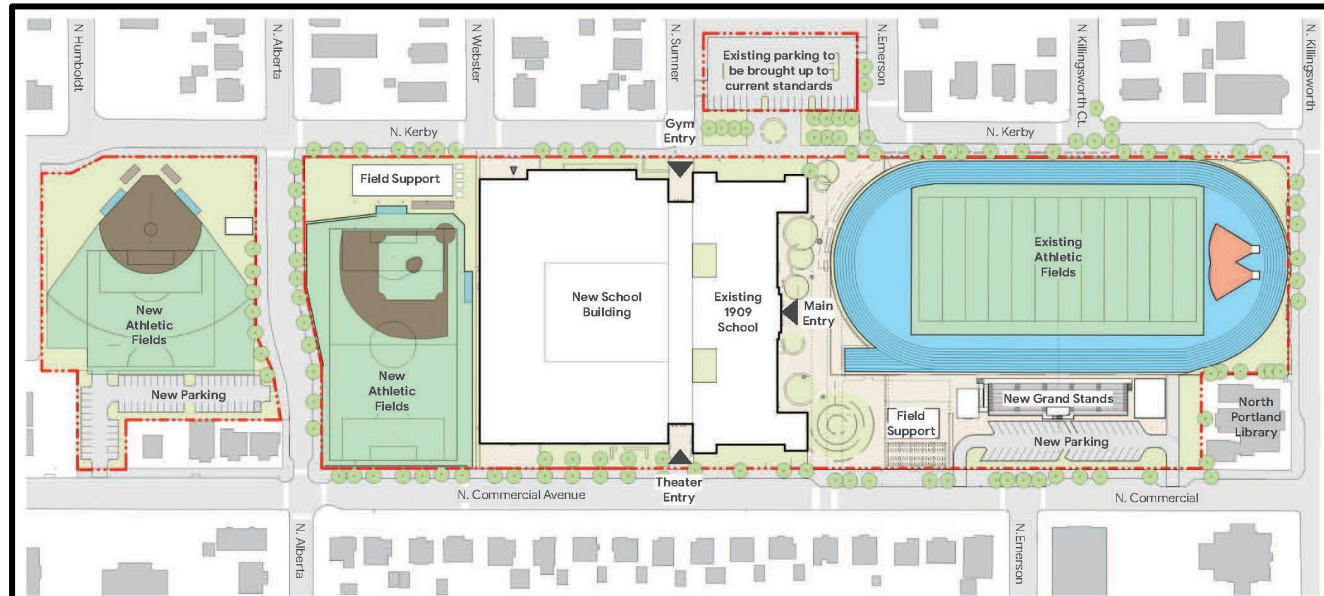 N Humboldt
N. Alberta
N Webster
N. Sumner
Existing parking to
be brought up to
current standards
N.Emerson
N Killingsworth Ct.
N. Killingsworth
N. Kerby
Gym
Entry
N. Kerby
Field Support
New
Athletic
Fields
New Parking
New
Athletic
Fields
New School
Building
Existing
1909
School
Main
Entry
Existing
Athletic
Fields
New Grand Stands
Field
Support
New Parking
North
Portland
Library
N. Commercial Avenue
Theater
Entry
N. Commercial
N. Alberta
N.Emerson